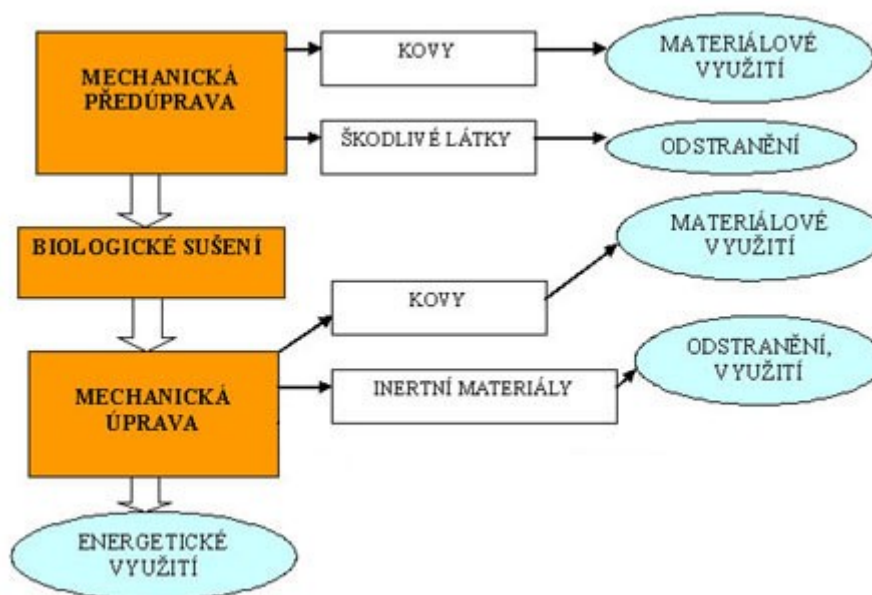 MECHANICKÁ
PŘEDÚPRAVA
KOVY
MATERIÁLOVÉ
VYUŽITÍ
ŠKODLIVÉ LÁTKY
ODSTRANĚNÍ
BIOLOGICKÉ SUŠENÍ
KOVY
MATERIÁLOVÉ
VYUŽITÍ
MECHANICKÁ
ÚPRAVA
INERTNÍ MATERIÁLY
ODSTRANĚNÍ,
VYUŽITÍ
ENERGETICKÉ
VYUŽITÍ